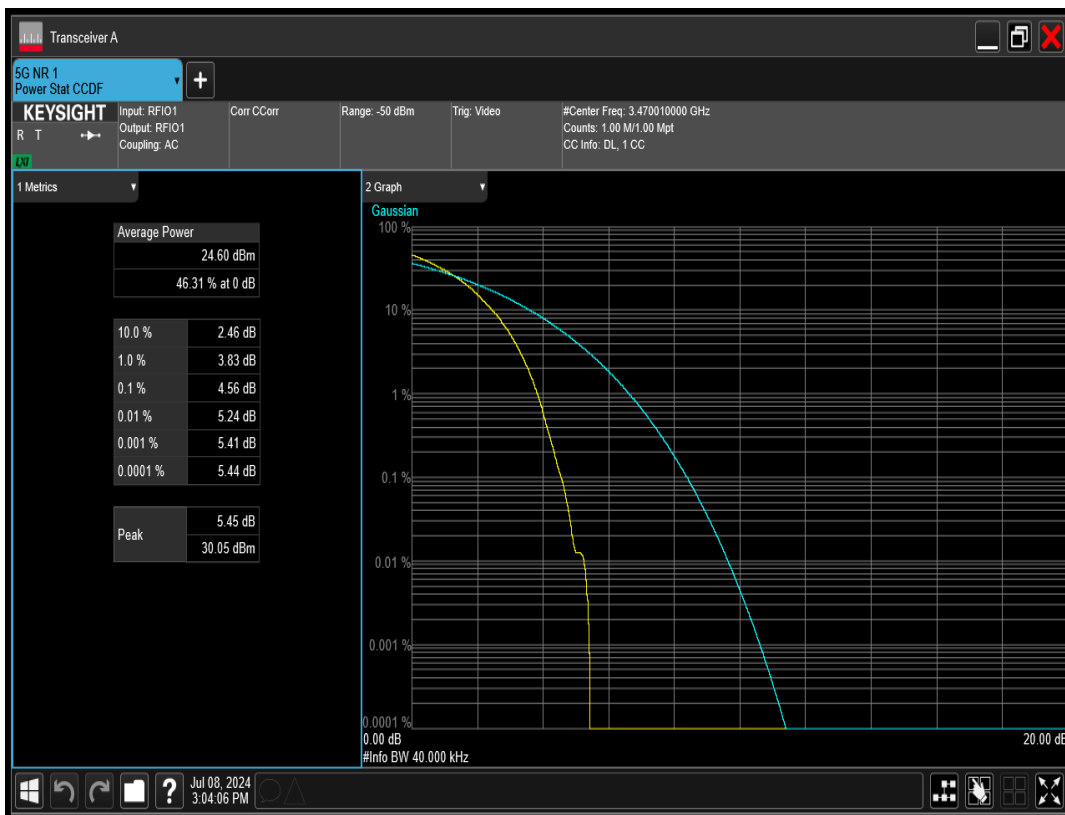 Transceiver A
5G NR 1
Power Stat CCDF
+
KEYSIGHT
R T
LXI
Input: RFIO1
Output: RFIO1
Coupling: AC
Corr CCorr
Range: -50 dBm
Trig: Video
#Center Freq: 3.470010000 GHz
Counts: 1.00 M/1.00 Mpt
CC Info: DL, 1 CC
1 Metrics
Average Power
24.60 dBm
46.31 % at 0 dB
10.0 % 2.46 dB
1.0 % 3.83 dB
0.1 % 4.56 dB
0.01 % 5.24 dB
0.001 % 5.41 dB
0.0001 % 5.44 dB
Peak
5.45 dB
30.05 dBm
2 Graph
Gaussian
100 %
10 %
1 %
0.1 %
0.01 %
0.001 %
0.0001 %
0.00 dB
20.00 dB
#Info BW 40.000 kHz
?
Jul 08, 2024
3:04:06 PM